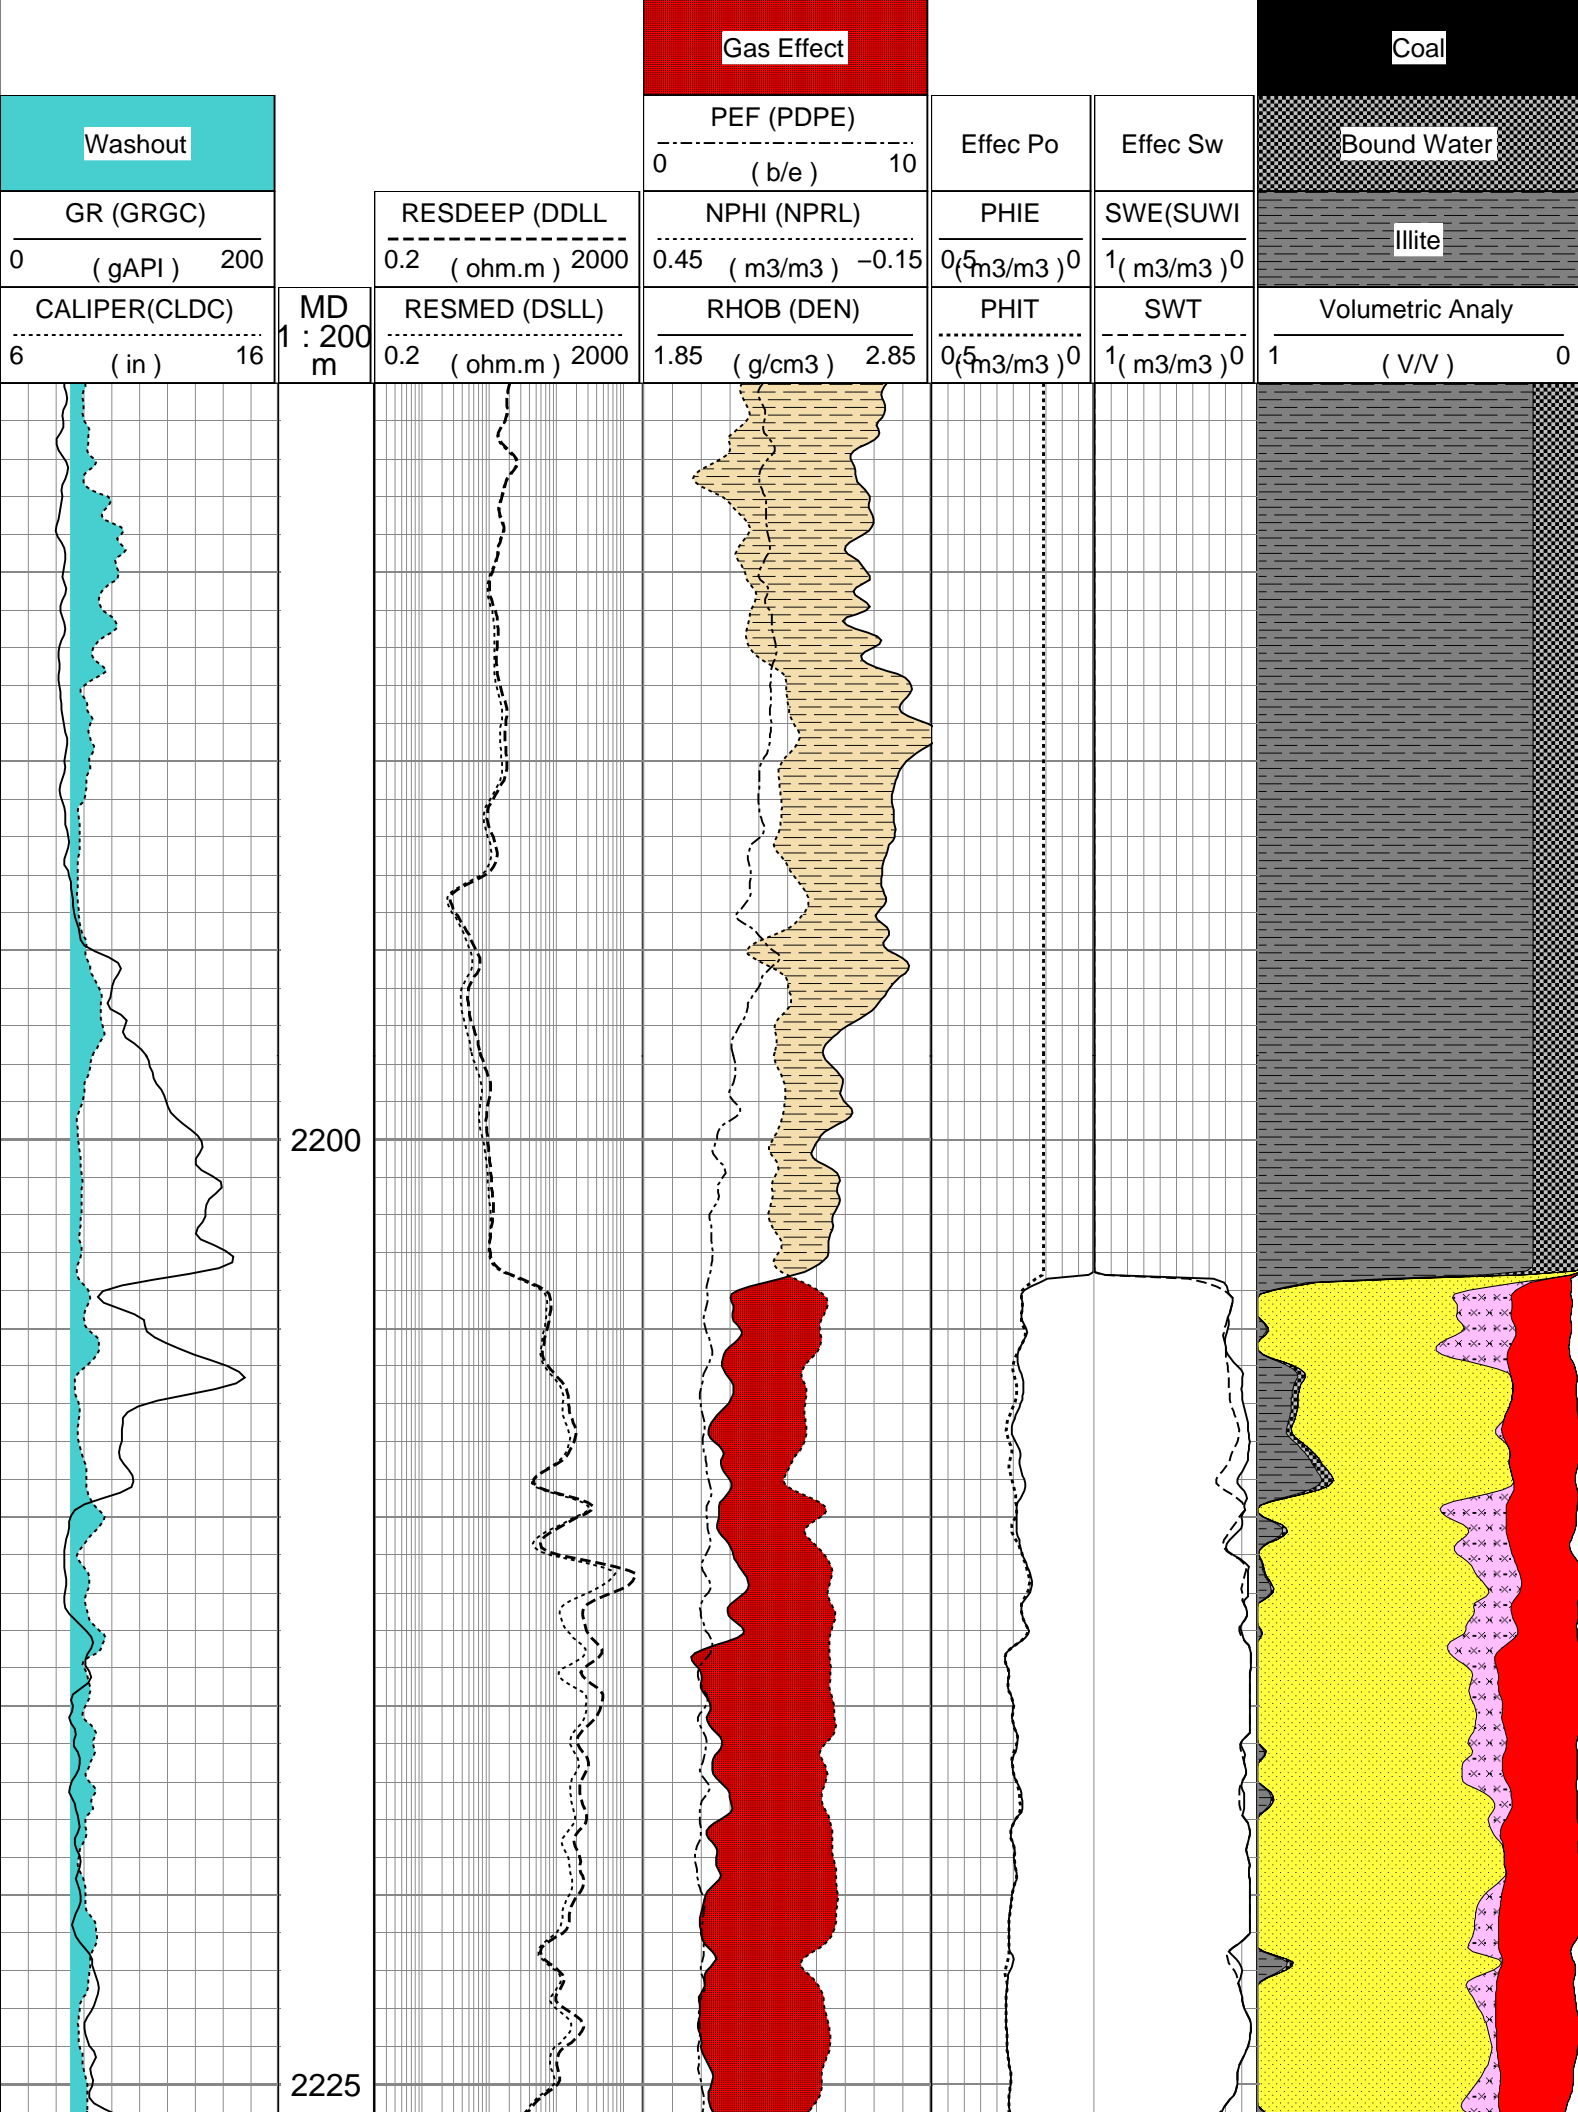 Gas Effect
Coal
Washout
PEF (PDPE)
0 ( b/e ) 10
Effec Po
Effec Sw
Bound Water
GR (GRGC)
0 ( gAPI ) 200
RESDEEP (DDLL
0.2 ( ohm.m ) 2000
NPHI (NPRL)
0.45 ( m3/m3 ) −0.15
PHIE
0.5 ( m3/m3 ) 0
SWE(SUWI
1 ( m3/m3 ) 0
Illite
CALIPER(CLDC)
6 ( in ) 16
MD
1 : 200
m
RESMED (DSLL)
0.2 ( ohm.m ) 2000
RHOB (DEN)
1.85 ( g/cm3 ) 2.85
PHIT
0.5 ( m3/m3 ) 0
SWT
1 ( m3/m3 ) 0
Volumetric Analy
1 ( V/V ) 0
2200
2225